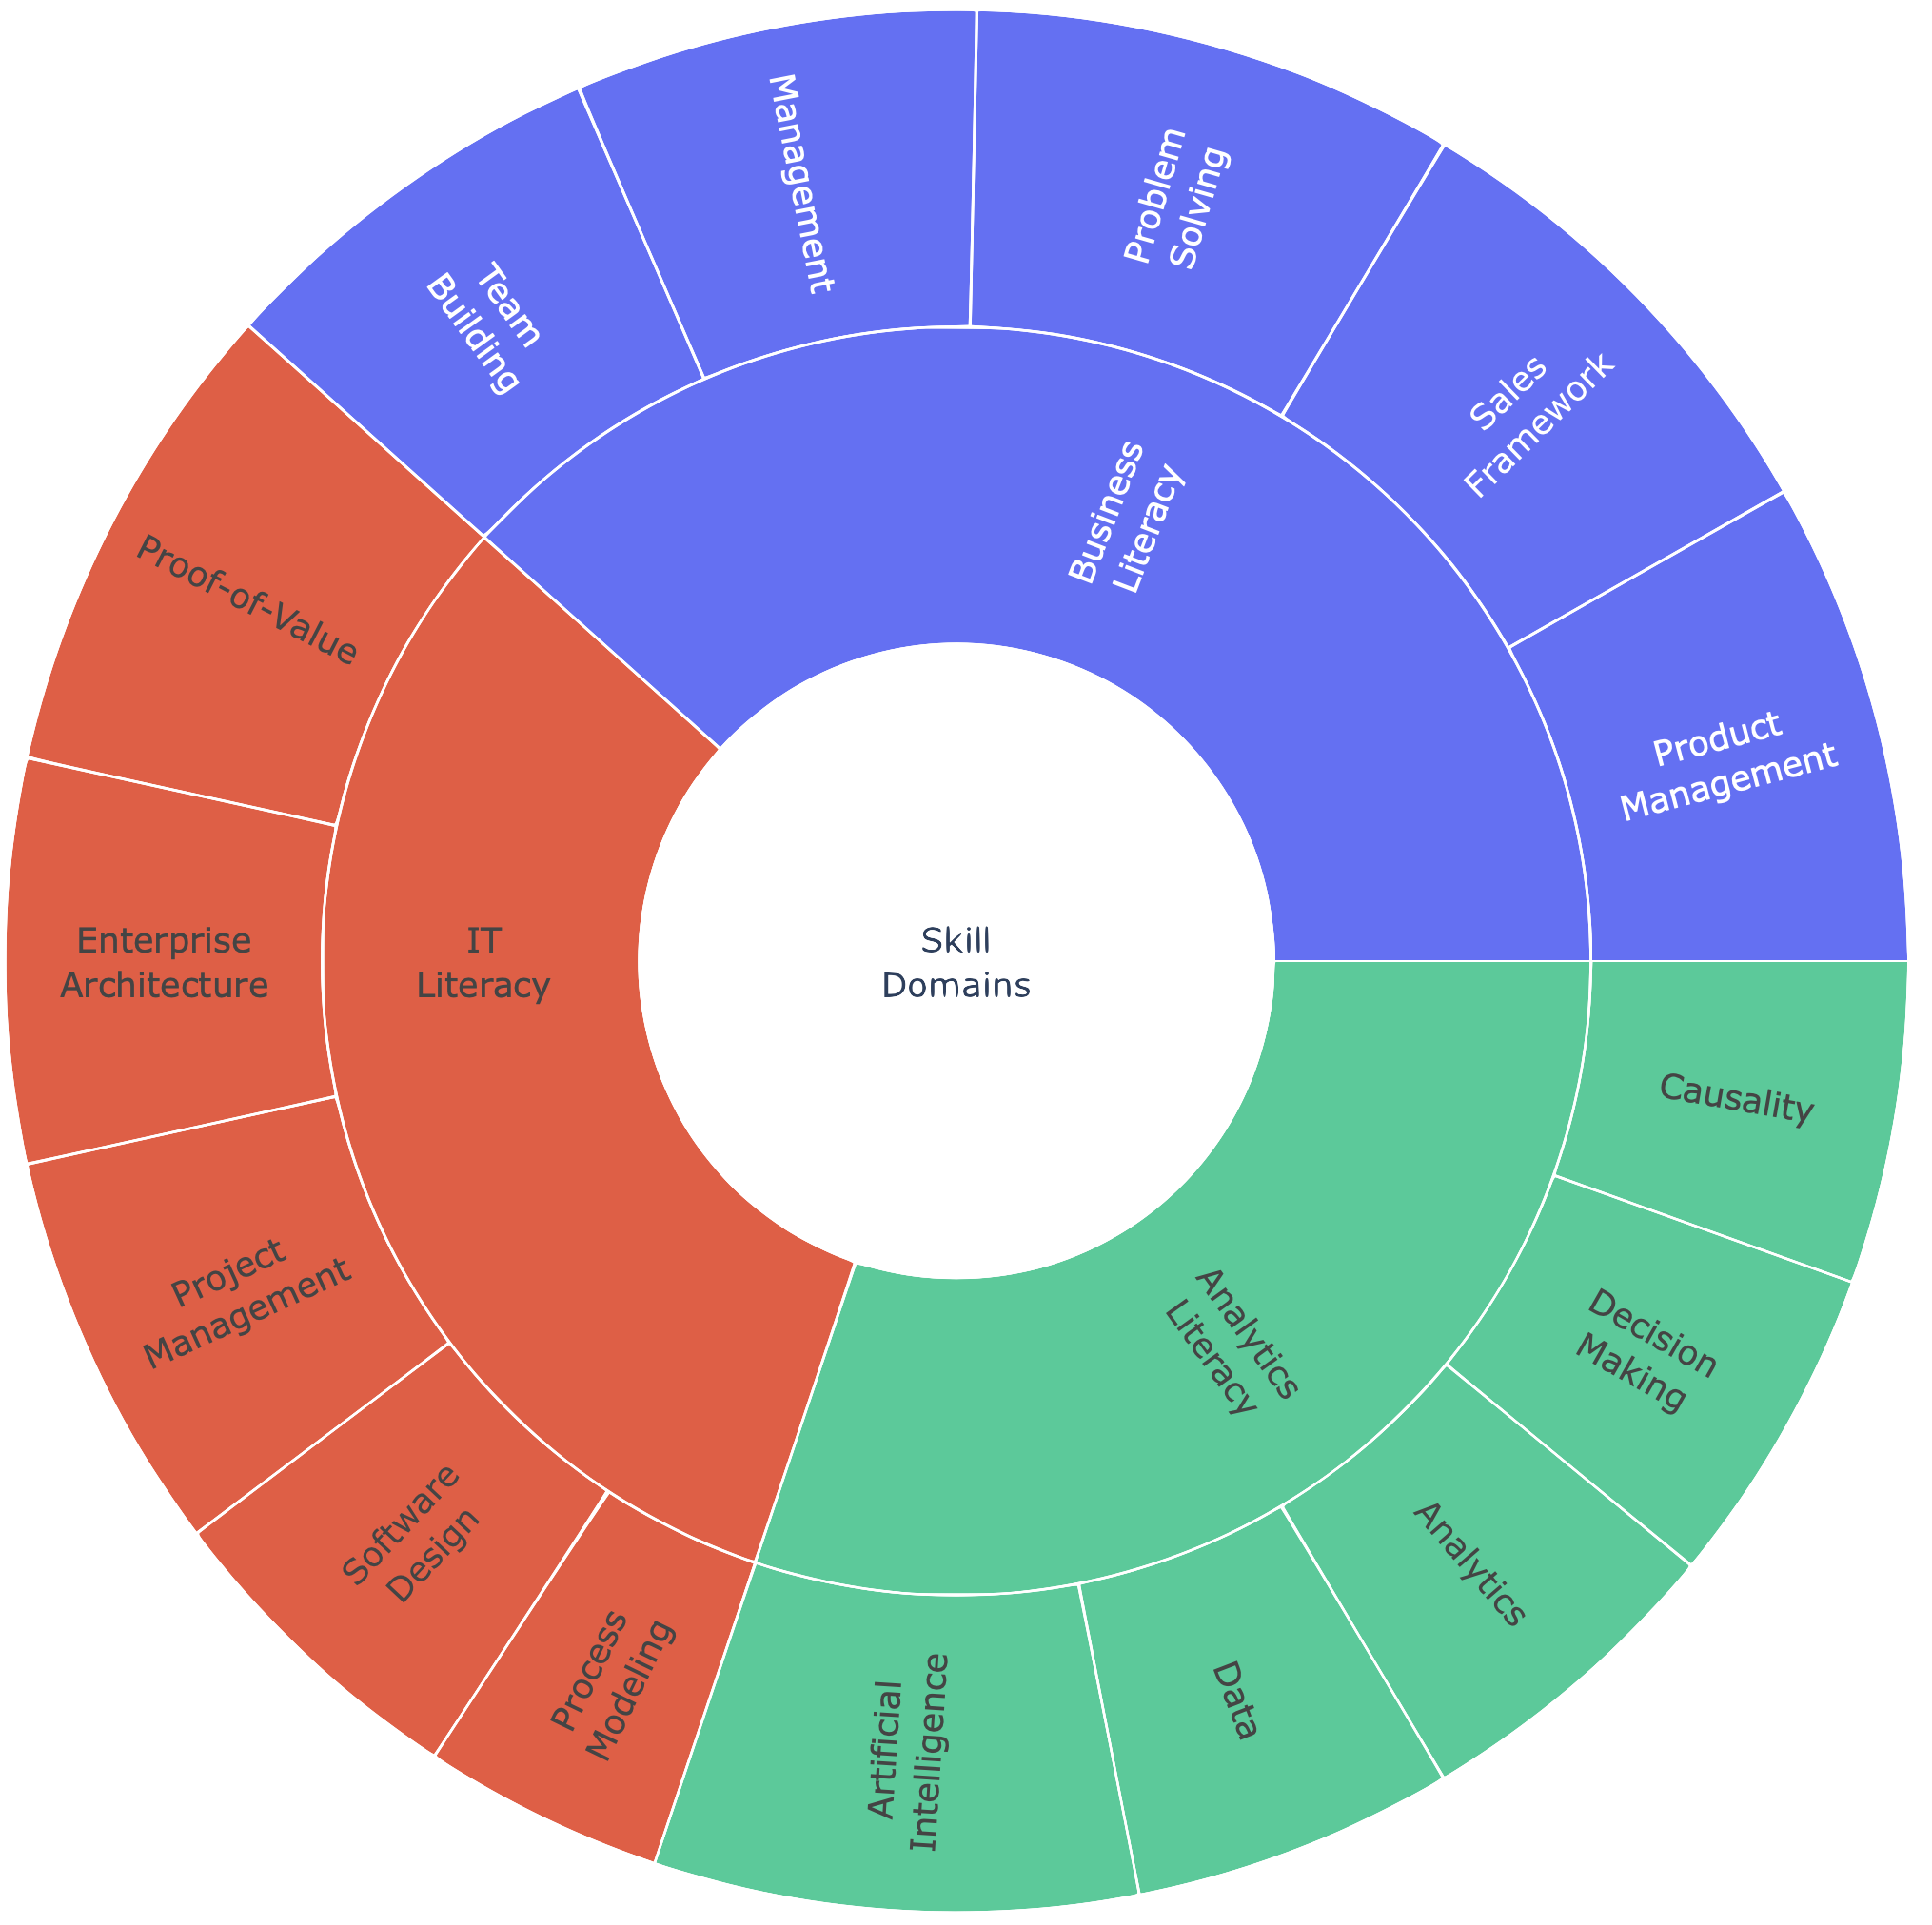 Skill
Domains
Business
Literacy
Product
Management
Sales
Framework
Problem
Solving
Management
Team
Building
IT
Literacy
Proof-of-Value
Enterprise
Architecture
Project
Management
Software
Design
Process
Modeling
Analytics
Literacy
Artificial
Intelligence
Data
Analytics
Decision
Making
Causality